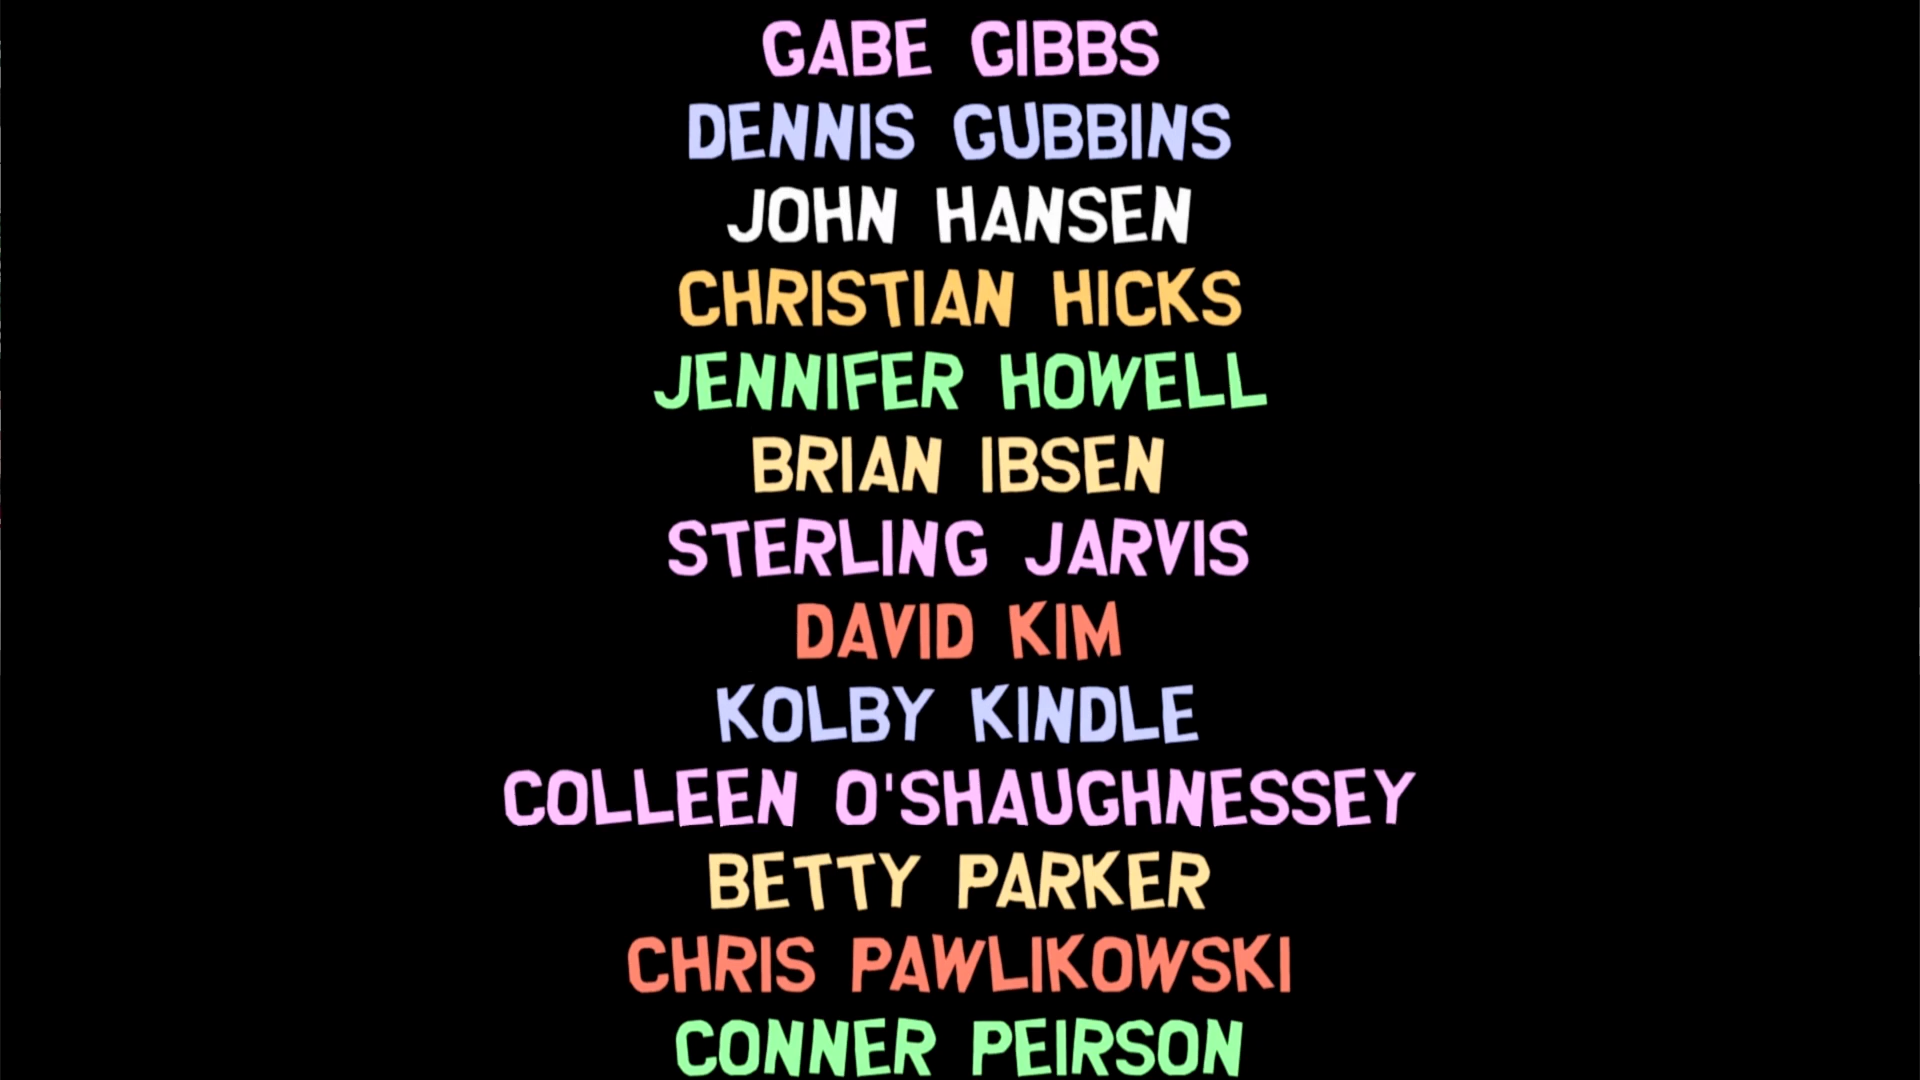 GABE GIBBS
DENNIS GUBBINS
JOHN HANSEN
CHRISTIAN HICKS
JENNIFER HOWELL
BRIAN IBSEN
STERLING JARVIS
DAVID KIM
KOLBY KINDLE
COLLEEN O'SHAUGHNESSEY
BETTY PARKER
CHRIS PAWLIKOWSKI
CONNER PEIRSON